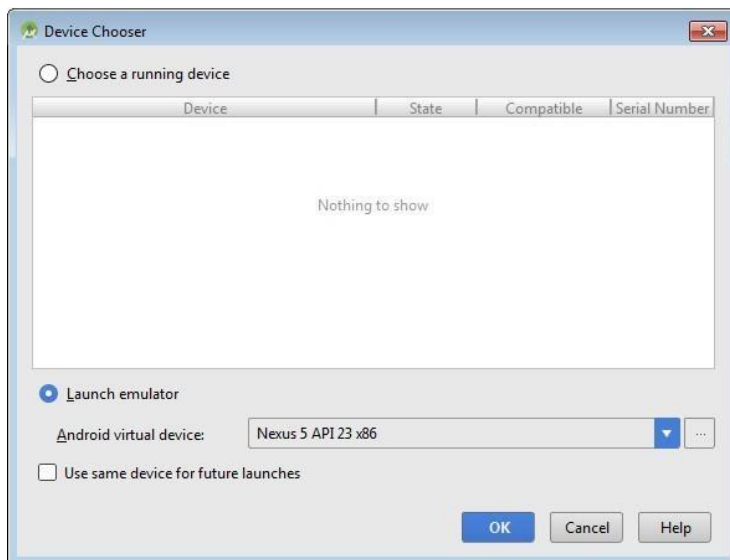 Device Chooser
Choose a running device
Device State Compatible Serial Number
Nothing to show
Launch emulator
Android virtual device: Nexus 5 API 23 x86 ...
Use same device for future launches
OK Cancel Help